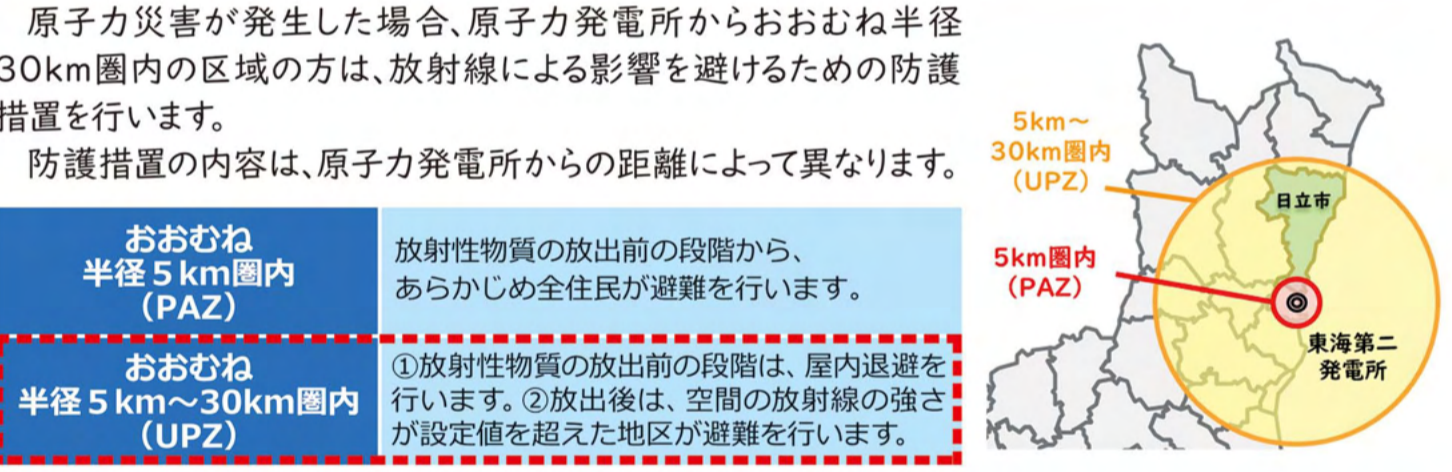 原子力災害が発生した場合、原子力発電所からおおむね半径
30km圏内の区域の方は、放射線による影響を避けるための防護
措置を行います。
防護措置の内容は、原子力発電所からの距離によって異なります。
おおむね
半径5km圏内
(PAZ)
放射性物質の放出前の段階から、
あらかじめ全住民が避難を行います。
おおむね
半径5km～30km圏内
(UPZ)
①放射性物質の放出前の段階は、屋内退避を
行います。②放出後は、空間の放射線の強さ
が設定値を超えた地区が避難を行います。
5km～
30km圏内
(UPZ)
日立市
5km圏内
(PAZ)
東海第二
発電所